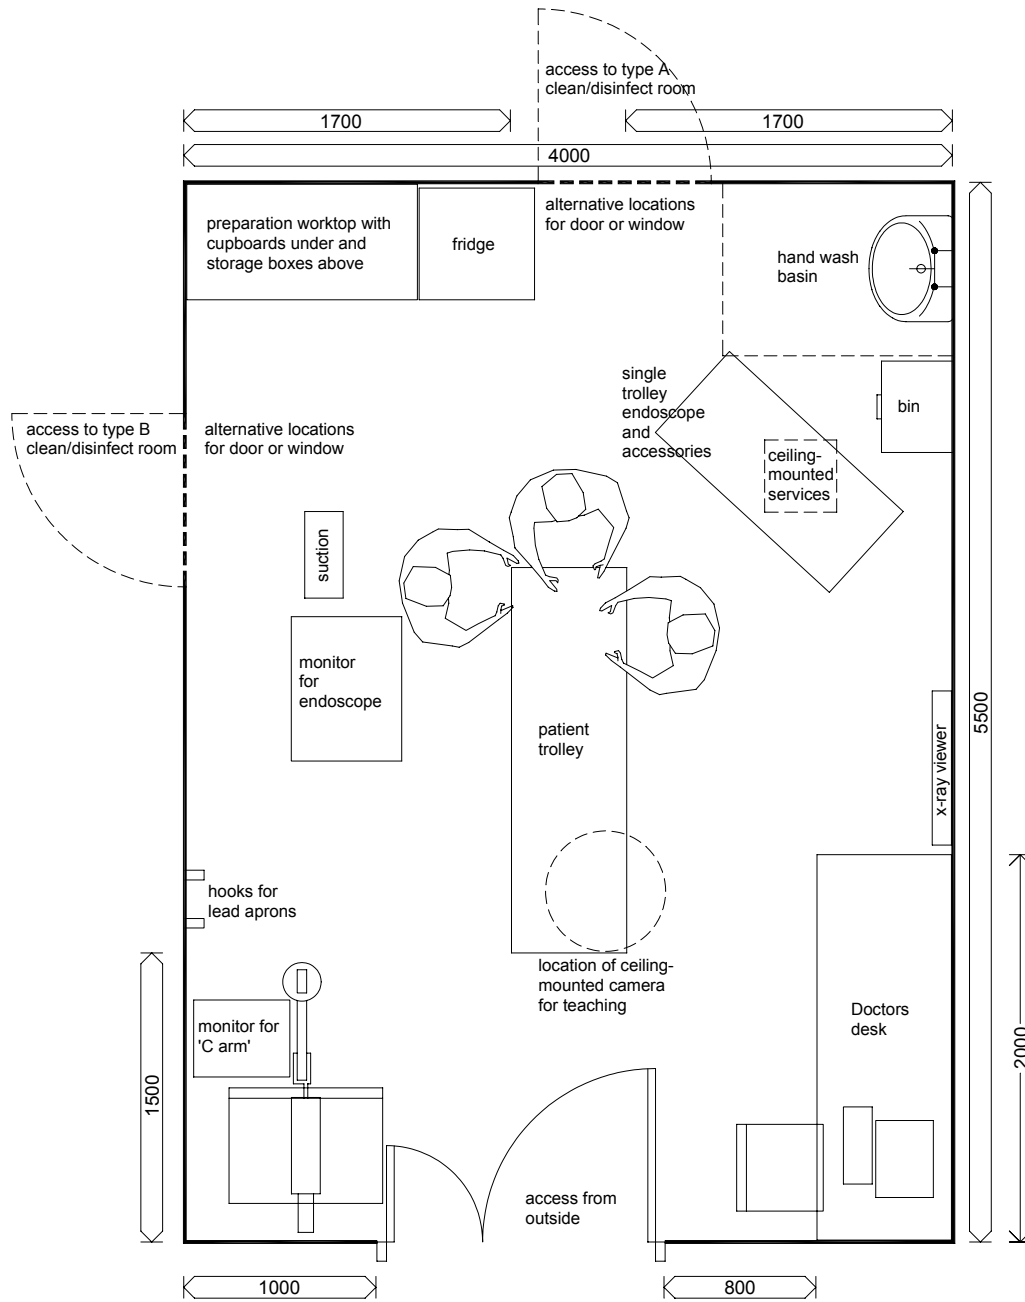 access to type A
clean/disinfect room
1700
1700
4000
preparation worktop with
cupboards under and
storage boxes above
fridge
alternative locations
for door or window
hand wash
basin
single
trolley
endoscope
and
accessories
bin
access to type B
clean/disinfect room
alternative locations
for door or window
ceiling-
mounted
services
suction
monitor
for
endoscope
patient
trolley
5500
x-ray viewer
hooks for
lead aprons
location of ceiling-
mounted camera
for teaching
monitor for
'C arm'
Doctors
desk
1500
2000
access from
outside
1000
800